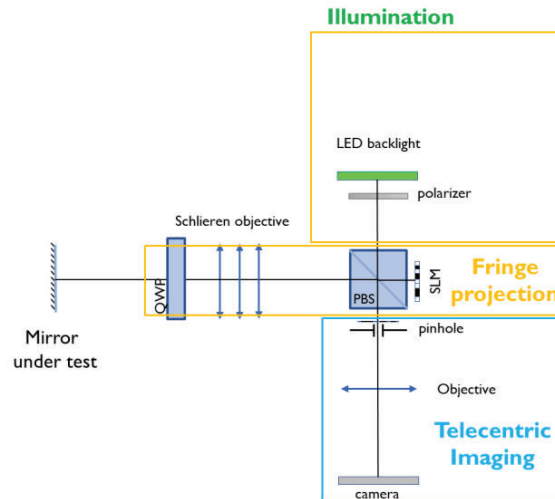 Illumination
LED backlight
polarizer
Schlieren objective
QWP
PBS
SLM
Fringe
projection
Mirror
under test
pinhole
Objective
Telecentric
Imaging
camera